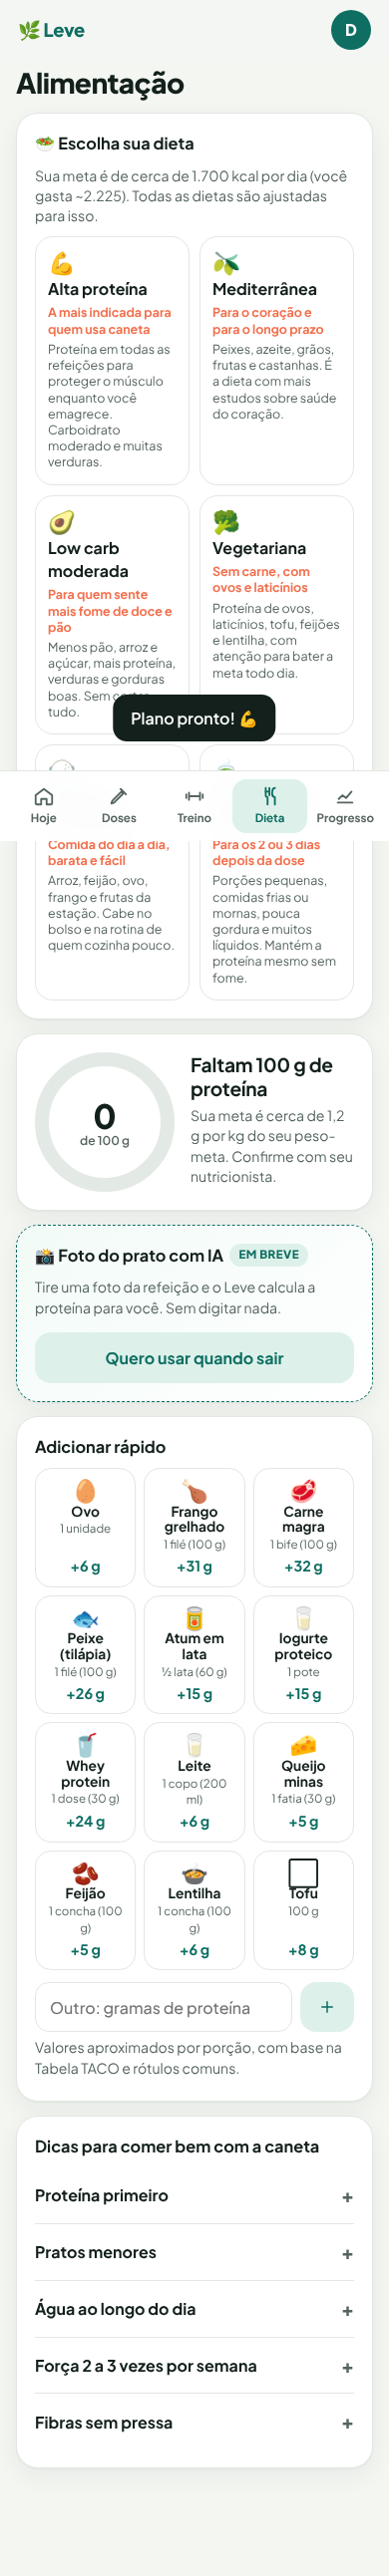 Leve
D
Alimentação
Escolha sua dieta
Sua meta é de cerca de 1.700 kcal por dia (você
gasta ~2.225). Todas as dietas são ajustadas
para isso.
Alta proteína
A mais indicada para
quem usa caneta
Proteína em todas as
refeições para
proteger o músculo
enquanto você
emagrece.
Carboidrato
moderado e muitas
verduras.
Mediterrânea
Para o coração e
para o longo prazo
Peixes, azeite, grãos,
frutas e castanhas. É
a dieta com mais
estudos sobre saúde
do coração.
Low carb
moderada
Para quem sente
mais fome de doce e
pão
Menos pão, arroz e
açúcar, mais proteína,
verduras e gorduras
boas. Sem
tudo.
Vegetariana
Sem carne, com
ovos e laticínios
Proteína de ovos,
laticínios, tofu, feijões
e lentilha, com
atenção para bater a
meta todo dia.
Plano pronto!
Hoje
Doses
Treino
Dieta
Progresso
Comida do dia a dia,
barata e fácil
Arroz, feijão, ovo,
frango e frutas da
estação. Cabe no
bolso e na rotina de
quem cozinha pouco.
Para os 2 ou 3 dias
depois da dose
Porções pequenas,
comidas frias ou
mornas, pouca
gordura e muitos
líquidos. Mantém a
proteína mesmo sem
fome.
0
de 100 g
Faltam 100 g de
proteína
Sua meta é cerca de 1,2
g por kg do seu peso-
meta. Confirme com seu
nutricionista.
Foto do prato com IA EM BREVE
Tire uma foto da refeição e o Leve calcula a
proteína para você. Sem digitar nada.
Quero usar quando sair
Adicionar rápido
Ovo
1 unidade
+6 g
Frango
grelhado
1 filé (100 g)
+31 g
Carne
magra
1 bife (100 g)
+32 g
Peixe
(tilápia)
1 filé (100 g)
+26 g
Atum em
lata
½ lata (60 g)
+15 g
Iogurte
proteico
1 pote
+15 g
Whey
protein
1 dose (30 g)
+24 g
Leite
1 copo (200
ml)
+6 g
Queijo
minas
1 fatia (30 g)
+5 g
Feijão
1 concha (100
g)
+5 g
Lentilha
1 concha (100
g)
+6 g
Tofu
100 g
+8 g
Outro: gramas de proteína
+
Valores aproximados por porção, com base na
Tabela TACO e rótulos comuns.
Dicas para comer bem com a caneta
Proteína primeiro +
Pratos menores +
Água ao longo do dia +
Força 2 a 3 vezes por semana +
Fibras sem pressa +